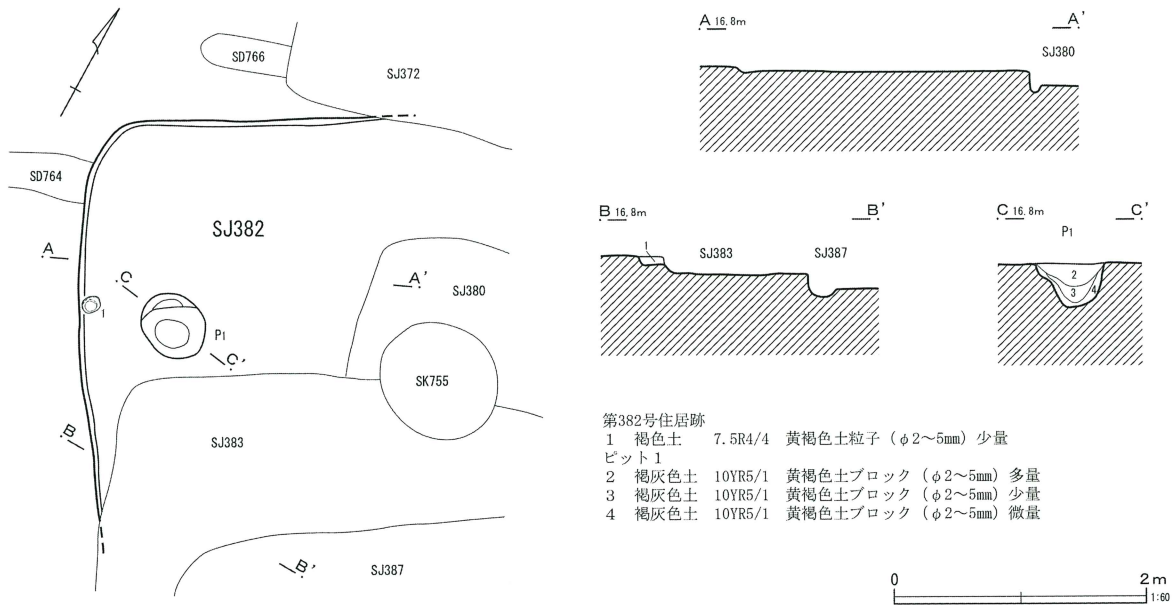 SD766
SJ372
SD764
SJ382
A
A'
C
SJ380
1
P1
C'
SK755
B
SJ383
B'
SJ387
A 16.8m A'
SJ380
B 16.8m B'
1 SJ383 SJ387
C 16.8m C'
P1
2
3 4
第382号住居跡
1 褐色土 7.5R4/4 黄褐色土粒子（φ2～5mm）少量
ピット1
2 褐灰色土 10YR5/1 黄褐色土ブロック（φ2～5mm）多量
3 褐灰色土 10YR5/1 黄褐色土ブロック（φ2～5mm）少量
4 褐灰色土 10YR5/1 黄褐色土ブロック（φ2～5mm）微量
0 2m
1:60